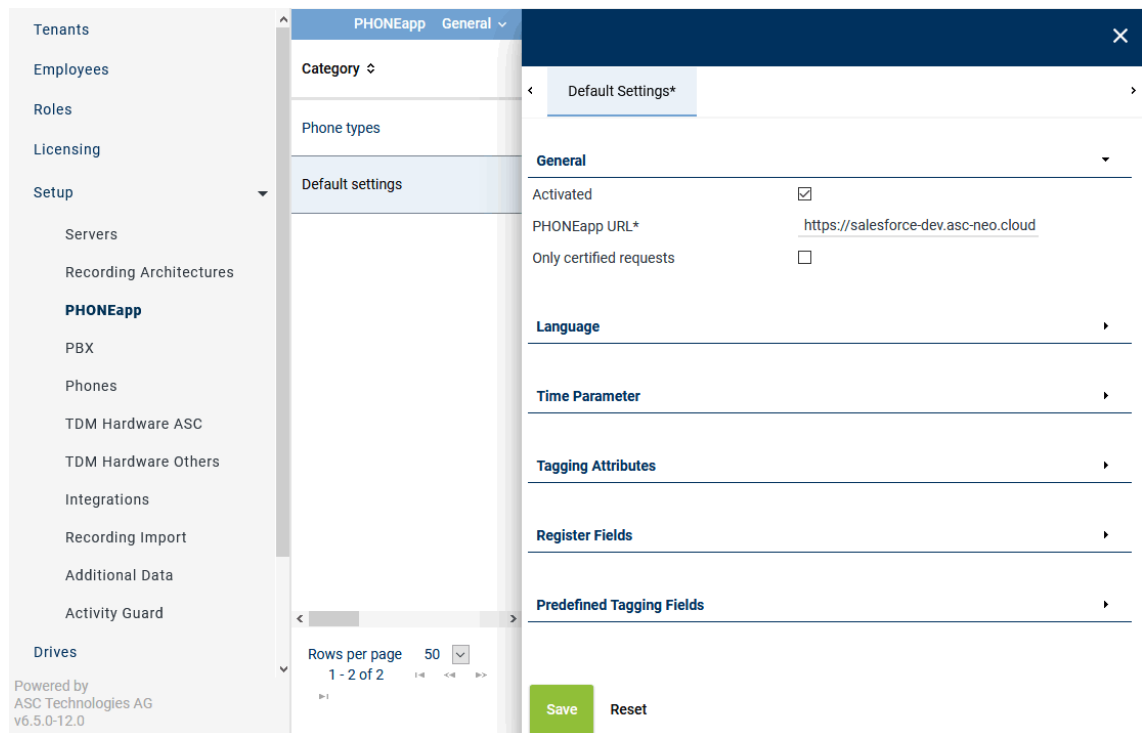 Tenants
Employees
Roles
Licensing
Setup
Servers
Recording Architectures
PHONEapp
PBX
Phones
TDM Hardware ASC
TDM Hardware Others
Integrations
Recording Import
Additional Data
Activity Guard
Drives
Powered by
ASC Technologies AG
v6.5.0-12.0
PHONEapp General
Category
Phone types
Default settings
Rows per page 50
1 - 2 of 2
Default Settings*
General
Activated
PHONEapp URL* https://salesforce-dev.asc-neo.cloud
Only certified requests
Language
Time Parameter
Tagging Attributes
Register Fields
Predefined Tagging Fields
Save Reset